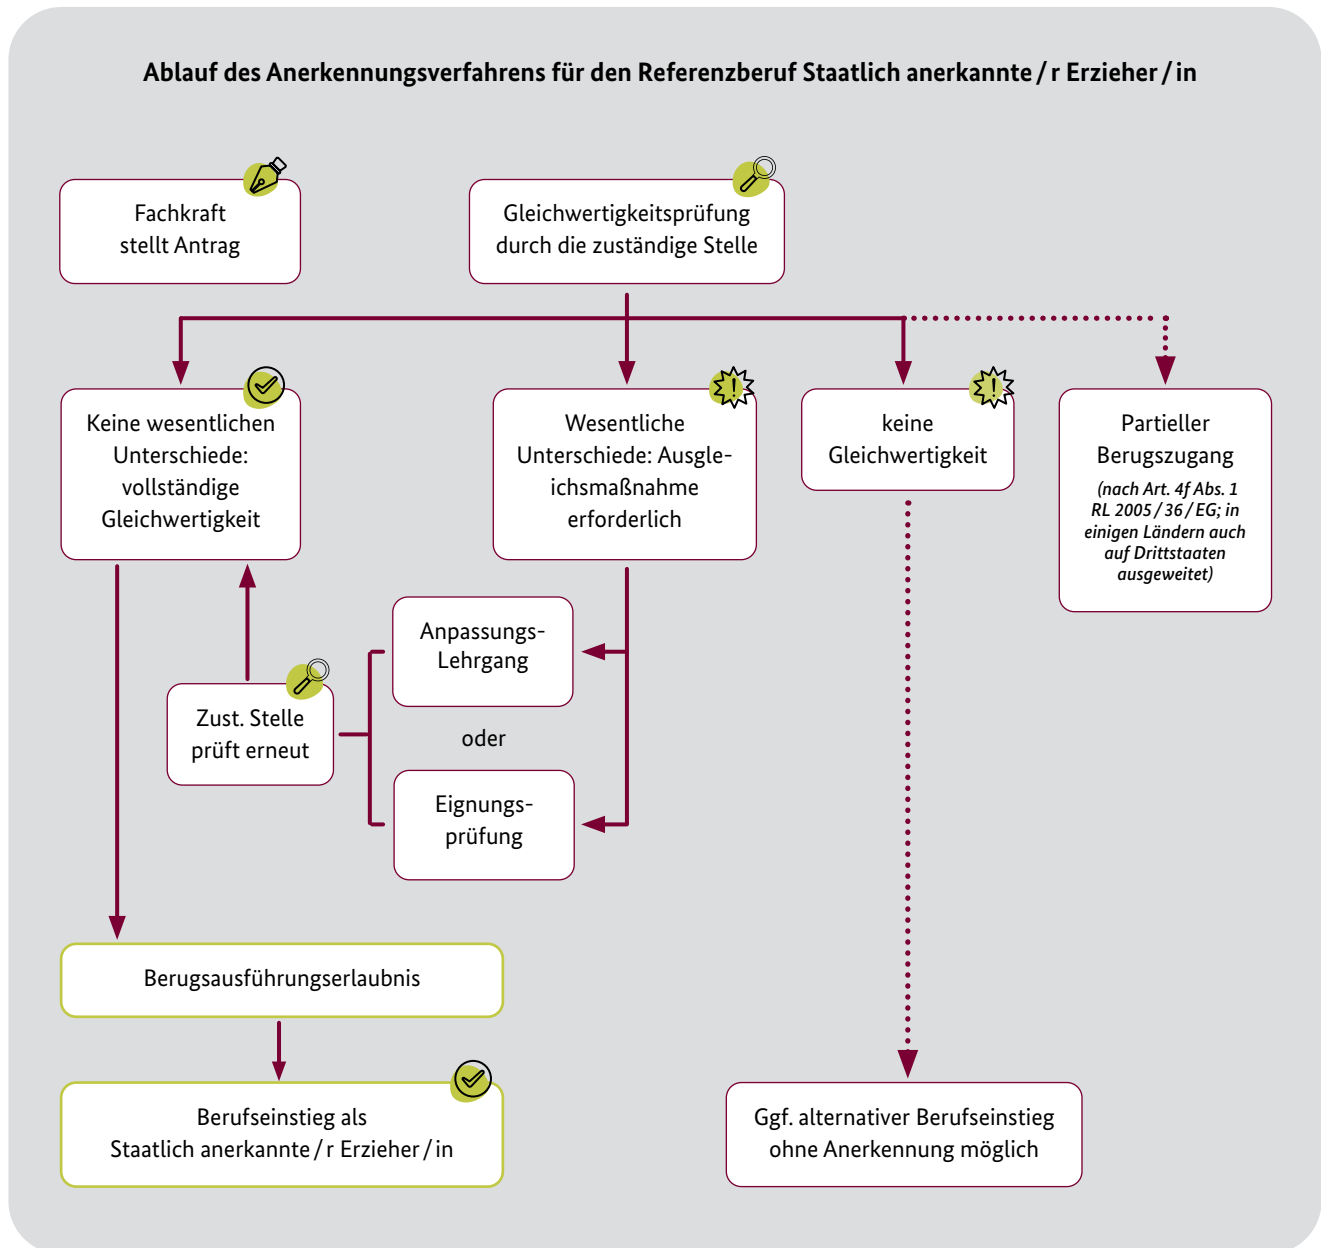 Ablauf des Anerkennungsverfahrens für den Referenzberuf Staatlich anerkannte / r Erzieher / in
Fachkraft
stellt Antrag
Gleichwertigkeitsprüfung
durch die zuständige Stelle
Keine wesentlichen
Unterschiede:
vollständige
Gleichwertigkeit
Wesentliche
Unterschiede: Ausgle-
ichsmaßnahme
erforderlich
keine
Gleichwertigkeit
Partieller
Berugszugang
(nach Art. 4f Abs. 1
RL 2005 / 36 / EG; in
einigen Ländern auch
auf Drittstaaten
ausgeweitet)
Anpassungs-
Lehrgang
Zust. Stelle
prüft erneut
oder
Eignungs-
prüfung
Berugsausführungserlaubnis
Berufseinstieg als
Staatlich anerkannte / r Erzieher / in
Ggf. alternativer Berufseinstieg
ohne Anerkennung möglich